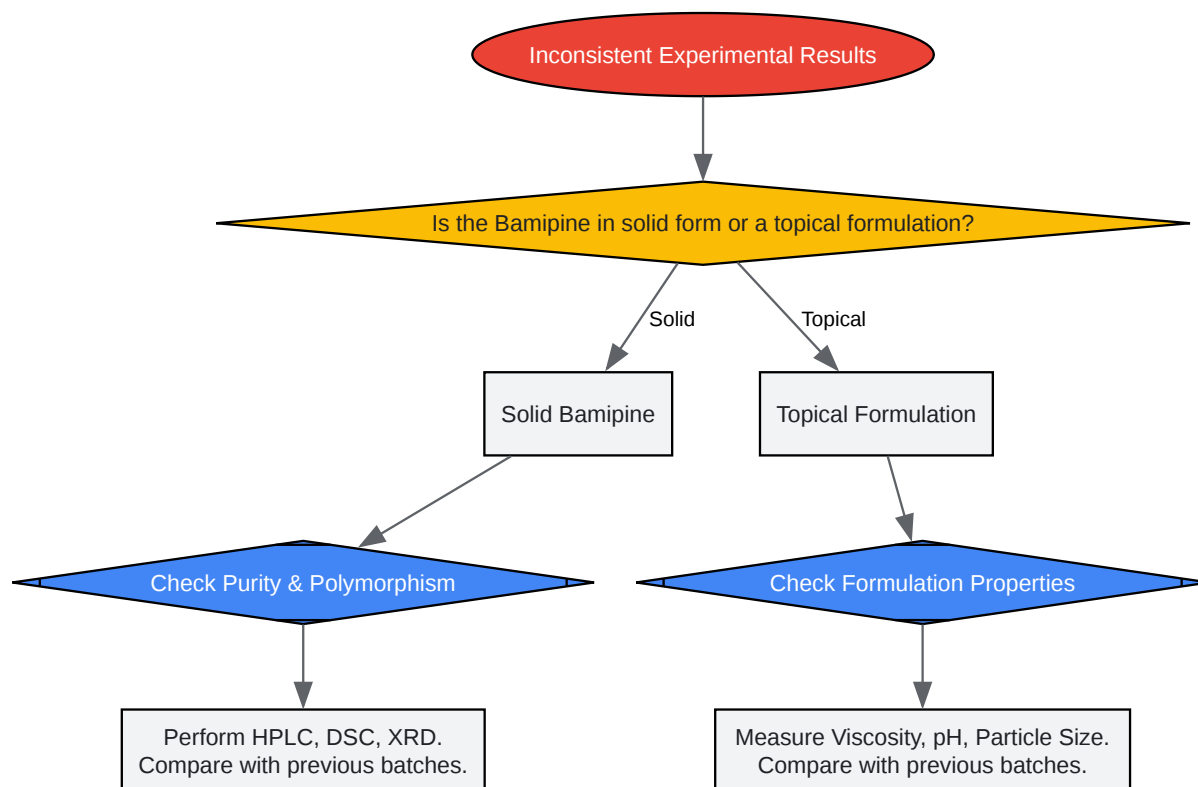 Inconsistent Experimental Results
Is the Bamipine in solid form or a topical formulation?
Solid
Topical
Solid Bamipine
Topical Formulation
Check Purity & Polymorphism
Check Formulation Properties
Perform HPLC, DSC, XRD.
Compare with previous batches.
Measure Viscosity, pH, Particle Size.
Compare with previous batches.